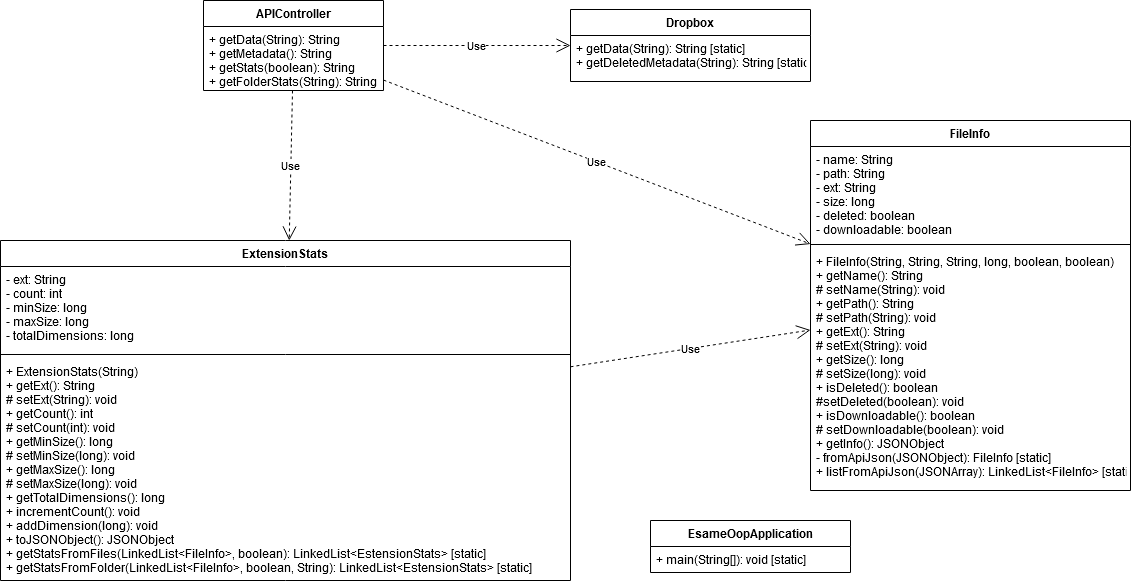 APIController
+ getData(String): String
+ getMetadata(): String
+ getStats(boolean): String
+ getFolderStats(String): String
Use
Dropbox
+ getData(String): String [static]
+ getDeletedMetadata(String): String [static
Use
Use
FileInfo
- name: String
- path: String
- ext: String
- size: long
- deleted: boolean
- downloadable: boolean
+ FileInfo(String, String, String, long, boolean, boolean)
+ getName(): String
# setName(String): void
+ getPath(): String
# setPath(String): void
+ getExt(): String
# setExt(String): void
+ getSize(): long
# setSize(long): void
+ isDeleted(): boolean
#setDeleted(boolean): void
+ isDownloadable(): boolean
# setDownloadable(boolean): void
+ getInfo(): JSONObject
- fromApiJson(JSONObject): FileInfo [static]
+ listFromApiJson(JSONArray): LinkedList<FileInfo> [stati
ExtensionStats
- ext: String
- count: int
- minSize: long
- maxSize: long
- totalDimensions: long
+ ExtensionStats(String)
+ getExt(): String
# setExt(String): void
+ getCount(): int
# setCount(int): void
+ getMinSize(): long
# setMinSize(long): void
+ getMaxSize(): long
# setMaxSize(long): void
+ getTotalDimensions(): long
+ incrementCount(): void
+ addDimension(long): void
+ toJSONObject(): JSONObject
+ getStatsFromFiles(LinkedList<FileInfo>, boolean): LinkedList<EstensionStats> [static]
+ getStatsFromFolder(LinkedList<FileInfo>, boolean, String): LinkedList<EstensionStats> [static]
Use
EsameOopApplication
+ main(String[]): void [static]